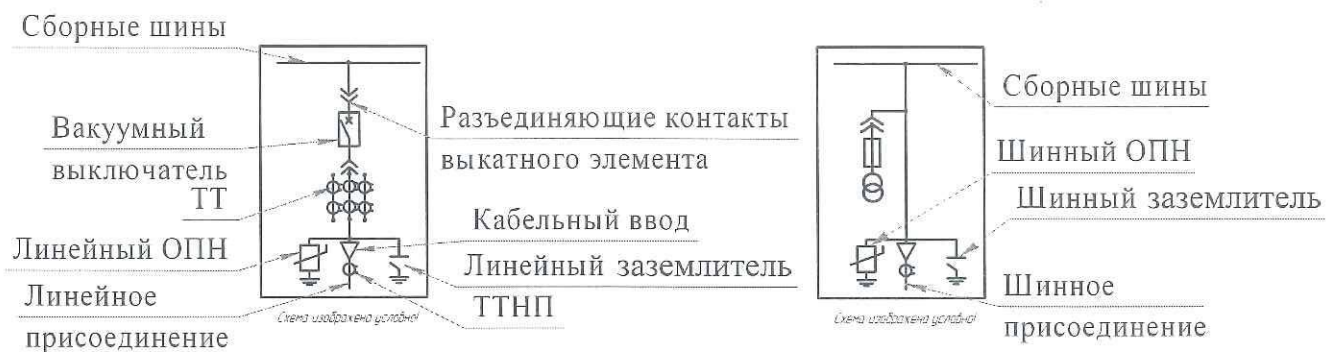 Сборные шины
Вакуумный
выключатель
ТТ
Линейный ОПН
Линейное
присоединение
Разъединяющие контакты
выкатного элемента
Кабельный ввод
Линейный заземлитель
ТТНП
Схема изображена условно!
Сборные шины
Шинный ОПН
Шинный заземлитель
Шинное
присоединение
Схема изображена условно!